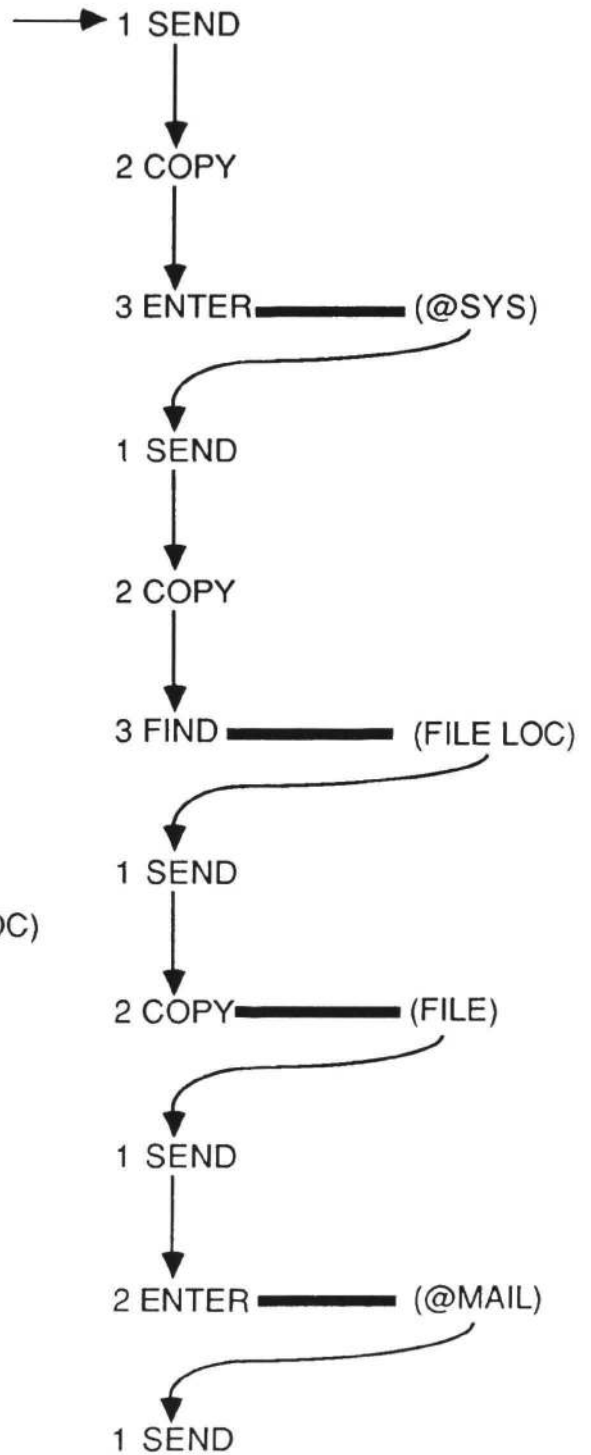 1 SEND
2 COPY
3 ENTER (@SYS)
1 SEND
2 COPY
3 FIND (FILE LOC)
1 SEND
OC)
2 COPY (FILE)
1 SEND
2 ENTER (@MAIL)
1 SEND